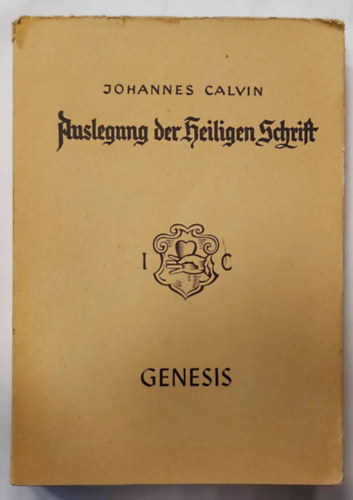 JOHANNES CALVIN
Auslegung der Heiligen Schrift
I C
GENESIS